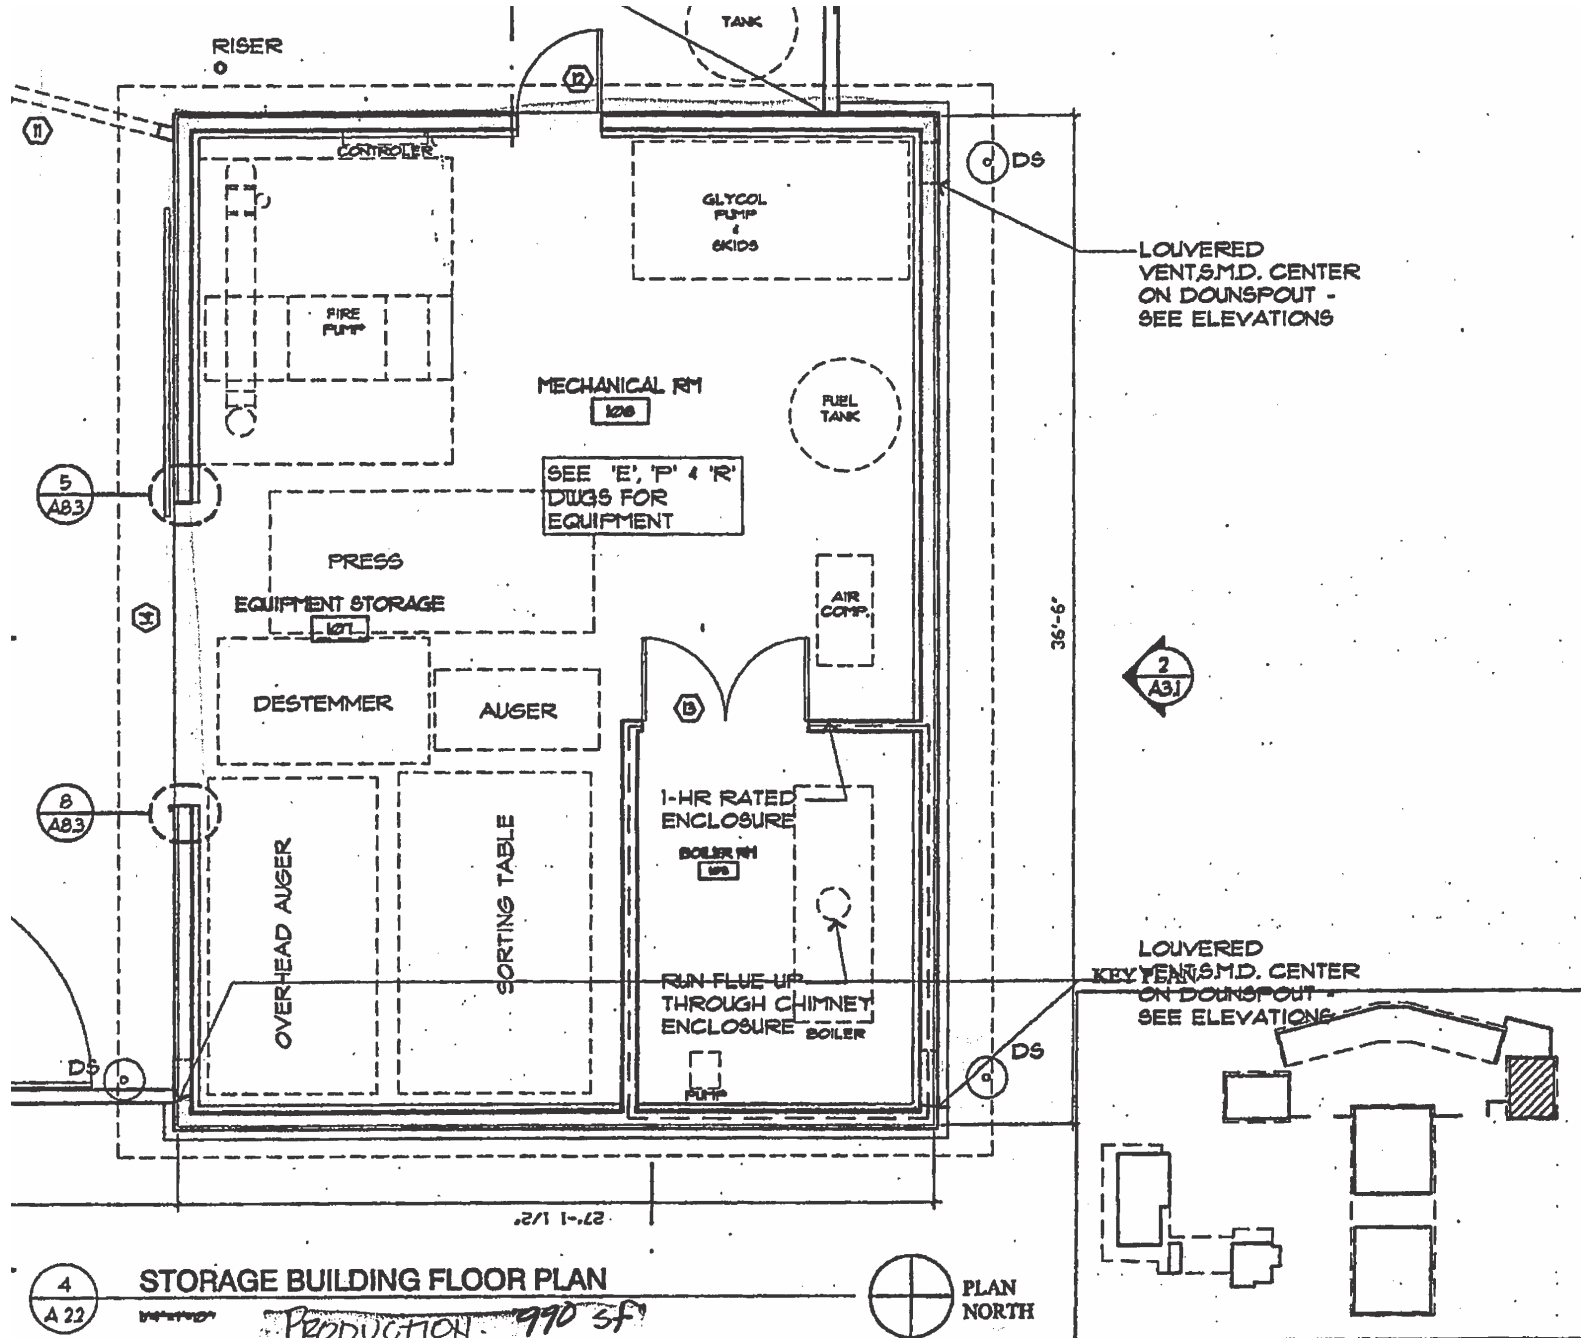 TANK
RISER
12
11
CONTROLER
DS
GLYCOL
PUMP
&
SKIDS
LOUVERED
VENT,S.M.D. CENTER
ON DOUNSPOUT -
SEE ELEVATIONS
FIRE
PUMP
MECHANICAL RM
106
FUEL
TANK
5
A8.3
SEE 'E', 'P' & 'R'
DWGS FOR
EQUIPMENT
PRESS
EQUIPMENT STORAGE
107
14
AIR
COMP.
36'-6"
2
A3.1
DESTEMMER
AUGER
13
8
A8.3
1-HR RATED
ENCLOSURE
BOILER RM
OVERHEAD AUGER
SORTING TABLE
RUN FLUE UP
THROUGH CHIMNEY
ENCLOSURE
BOILER
PUMP
LOUVERED
VENT,S.M.D. CENTER
ON DOUNSPOUT -
SEE ELEVATIONS
KEY PLAN
DS
DS
27'-1 1/2"
4
A 2.2
STORAGE BUILDING FLOOR PLAN
PRODUCTION 990 sf
PLAN
NORTH